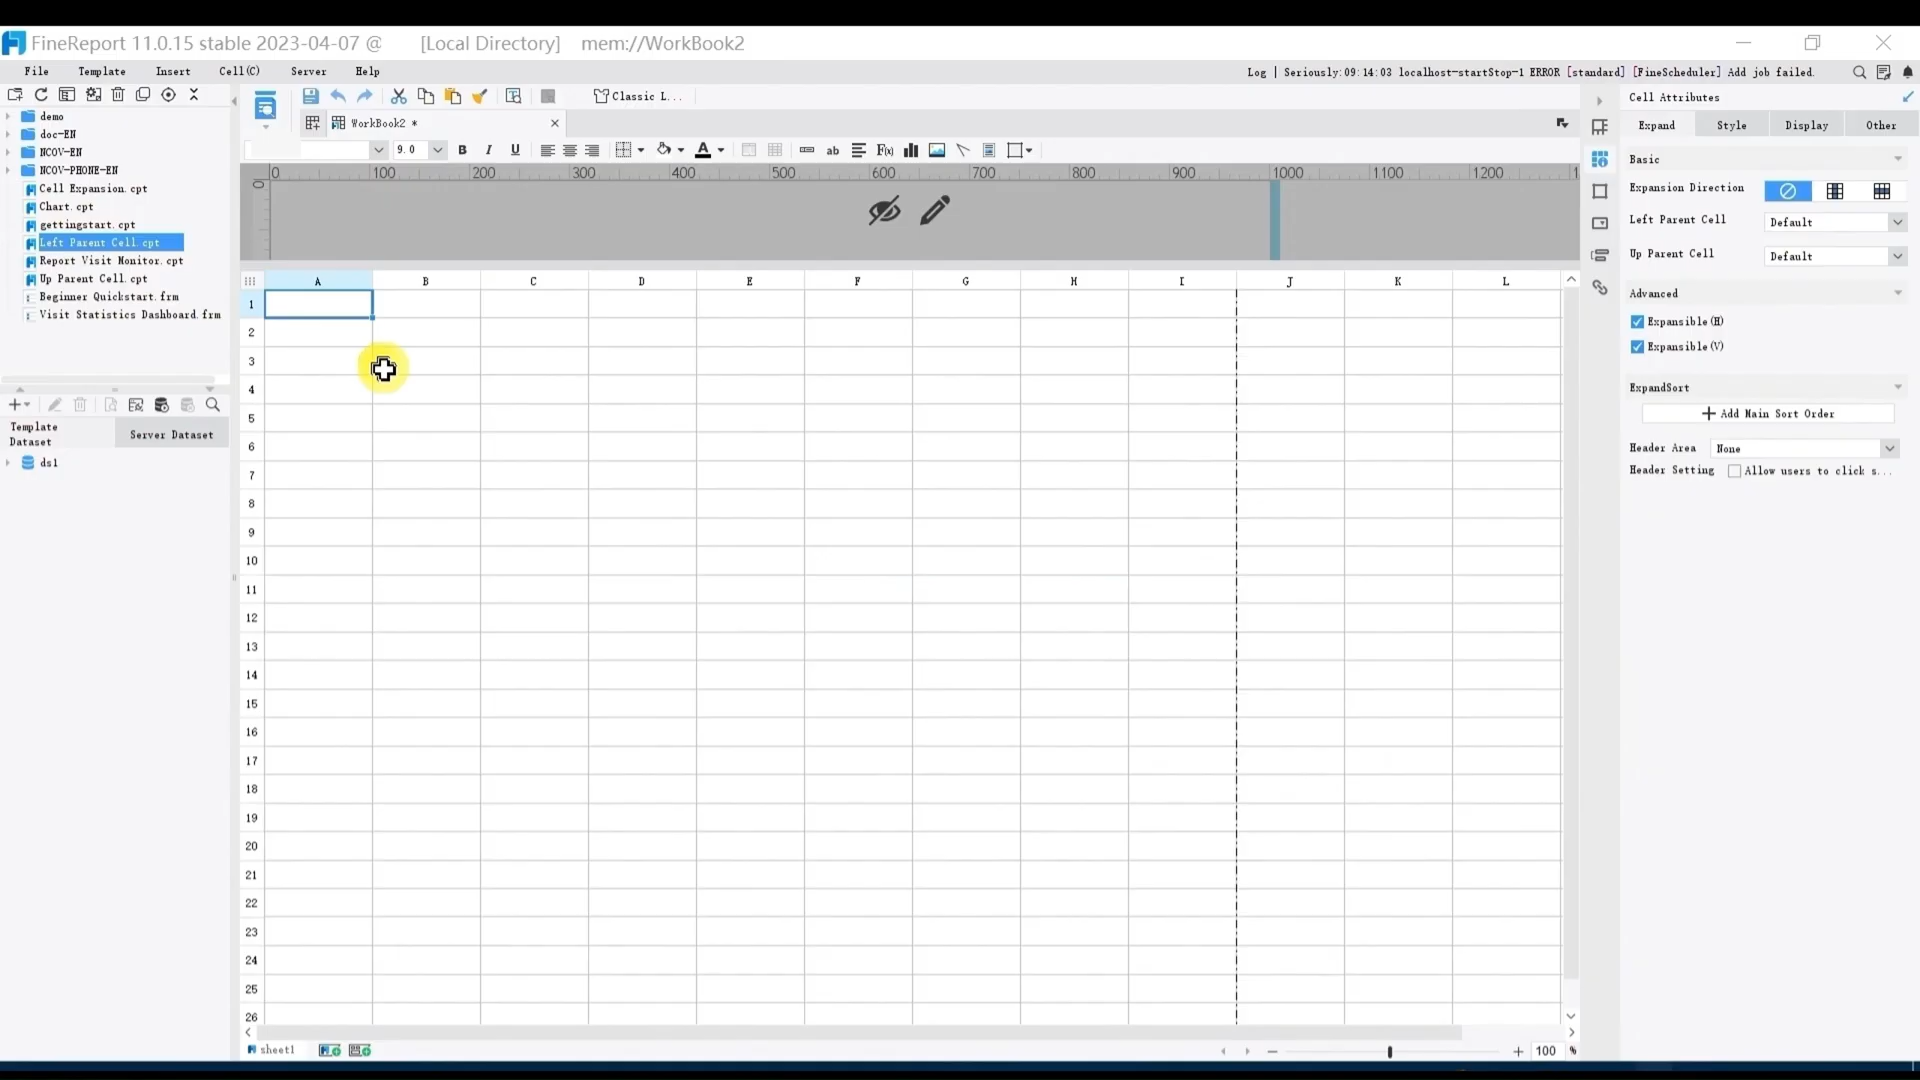 FineReport 11.0.15 stable 2023-04-07 @ [Local Directory] mem://WorkBook2
File Template Insert Cell(C) Server Help
Log | Seriously:09:14:03 localhost-startStop-1 ERROR [standard] [FineScheduler] Add job failed.
Classic L...
WorkBook2 *
9.0 B I U A ab F(x)
demo
doc-EN
NCOV-EN
NCOV-PHONE-EN
Cell Expansion.cpt
Chart.cpt
gettingstart.cpt
Left Parent Cell.cpt
Report Visit Monitor.cpt
Up Parent Cell.cpt
Beginner Quickstart.frm
Visit Statistics Dashboard.frm
Template Dataset
Server Dataset
ds1
0 100 200 300 400 500 600 700 800 900 1000 1100 1200 1
0
A B C D E F G H I J K L
1
2
3
4
5
6
7
8
9
10
11
12
13
14
15
16
17
18
19
20
21
22
23
24
25
26
sheet1
100 %
Cell Attributes
Expand Style Display Other
Basic
Expansion Direction
Left Parent Cell Default
Up Parent Cell Default
Advanced
Expansible(H)
Expansible(V)
ExpandSort
Add Main Sort Order
Header Area None
Header Setting Allow users to click s...